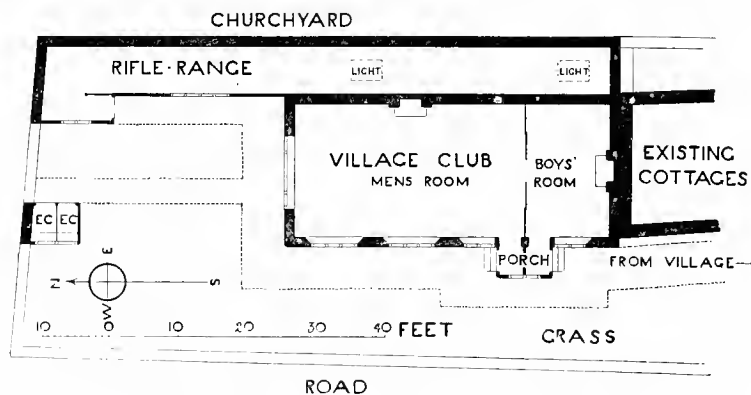 CHURCHYARD
RIFLE·RANGE
LIGHT
LIGHT
VILLAGE CLUB
MENS ROOM
BOYS'
ROOM
EXISTING
COTTAGES
EC EC
PORCH
FROM VILLAGE
E
N
S
W
10 0 10 20 30 40 FEET
GRASS
ROAD